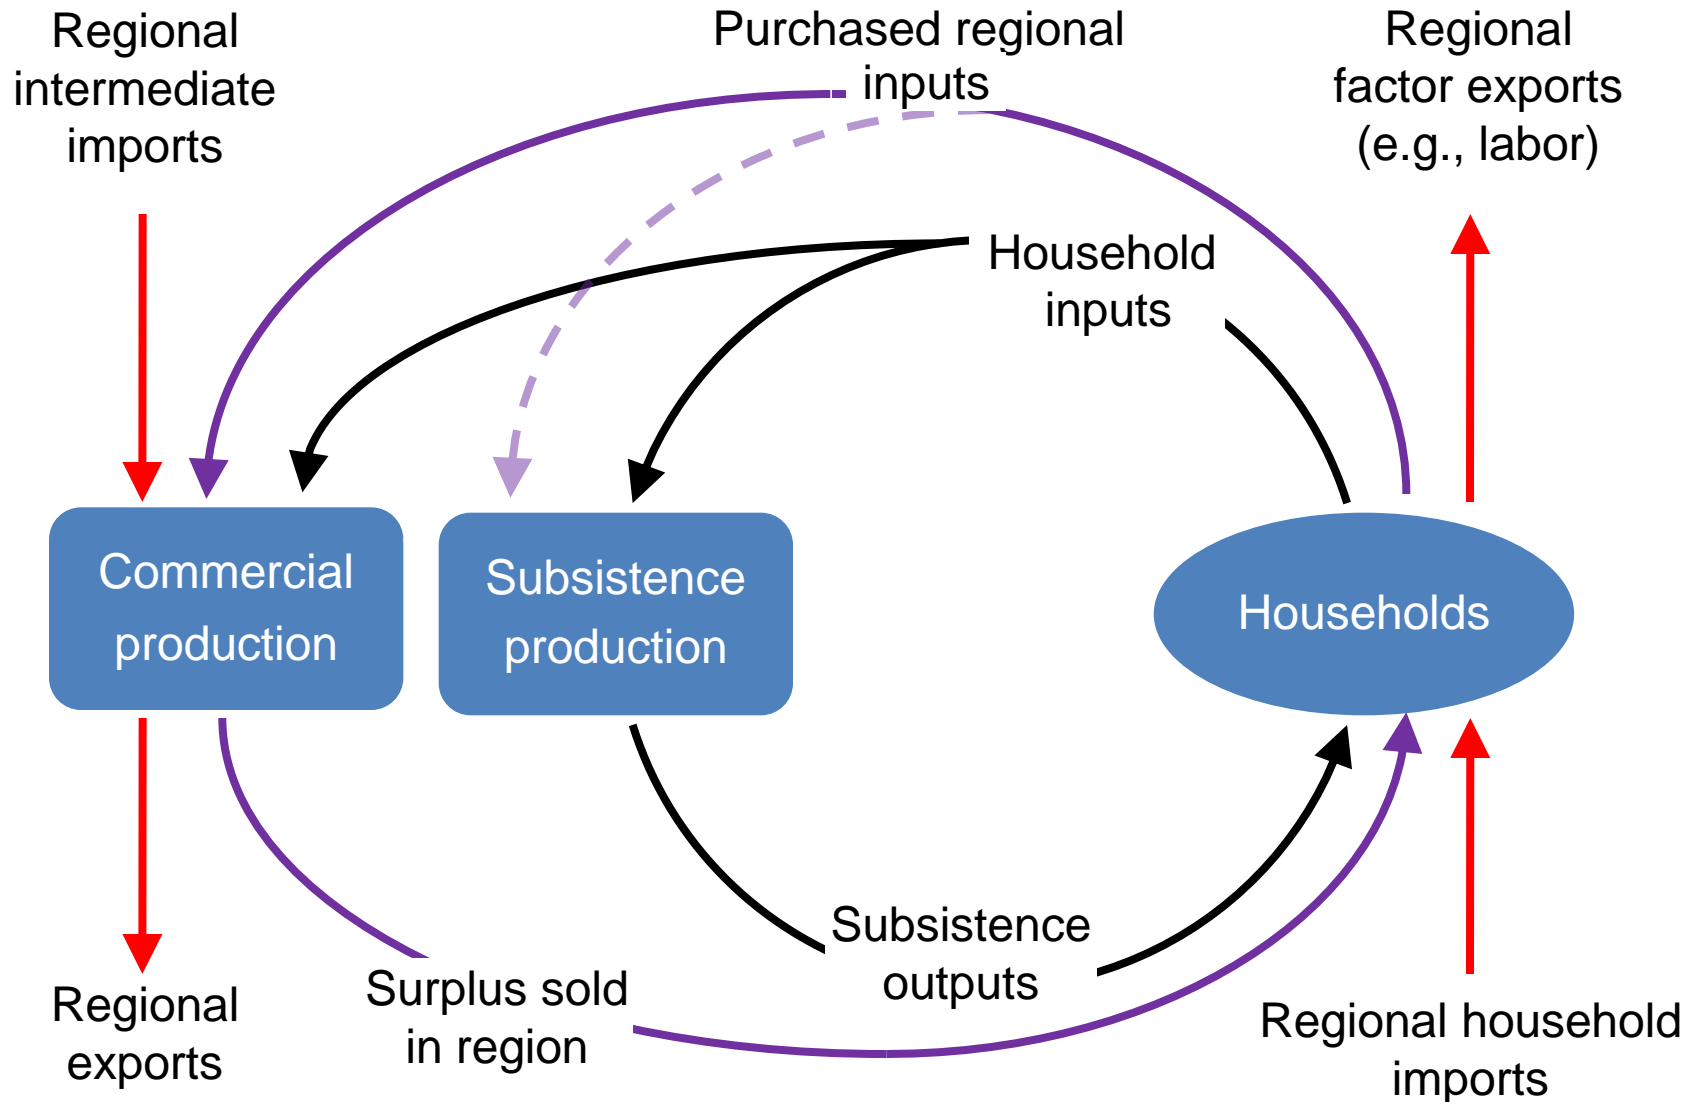 Regional
intermediate
imports
Purchased regional
inputs
Regional
factor exports
(e.g., labor)
Household
inputs
Commercial
production
Subsistence
production
Households
Subsistence
outputs
Surplus sold
in region
Regional
exports
Regional household
imports